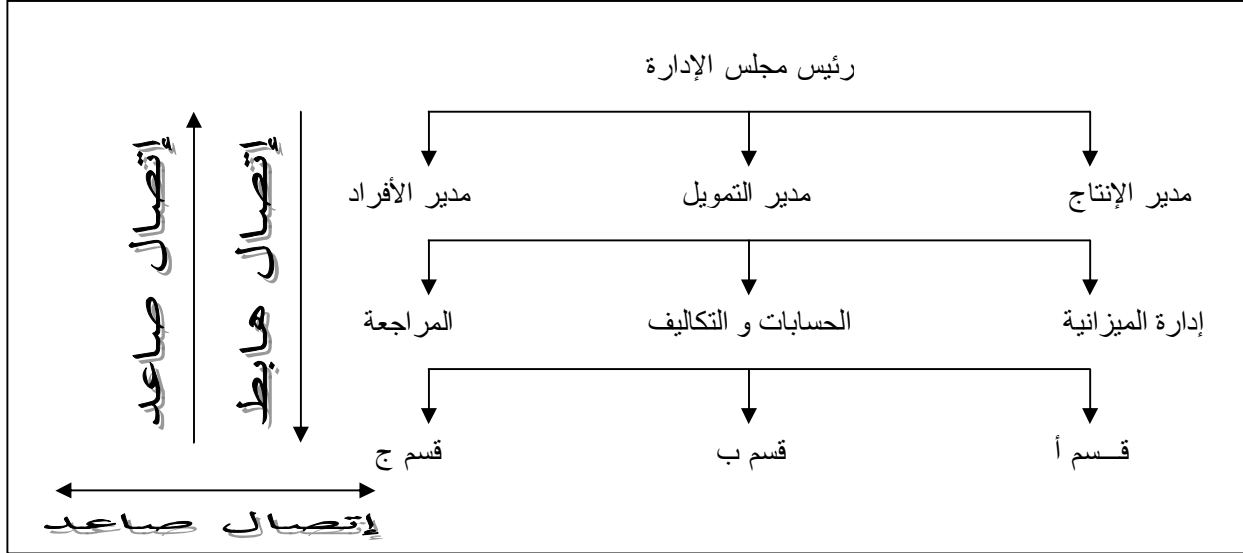 رئيس مجلس الإدارة
مدير الإنتاج
مدير التمويل
مدير الأفراد
إدارة الميزانية
الحسابات و التكاليف
المراجعة
قــسم أ
قسم ب
قسم ج
إتصال هابط
إتصال صاعد
إتصال صاعد